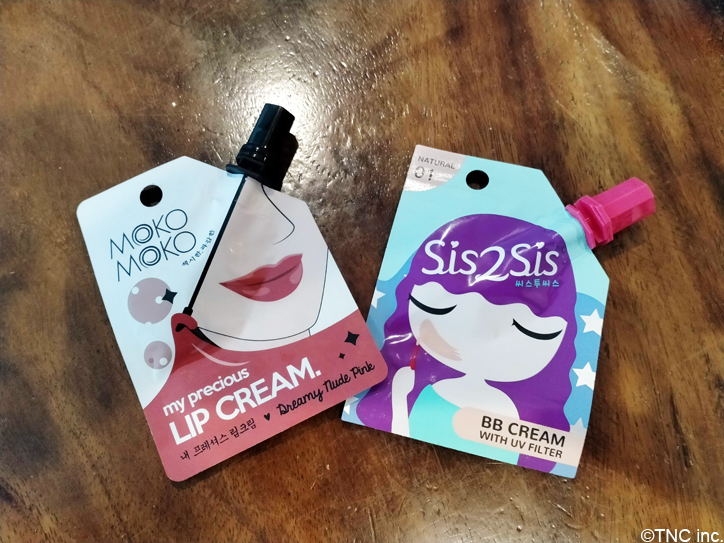 MOKO
MOKO
my precious
LIP CREAM.
내 프레셔스 립크림 ♥ Dreamy Nude Pink
NATURAL
01
Sis2Sis
씨스투씨스
BB CREAM
WITH UV FILTER
©TNC inc.